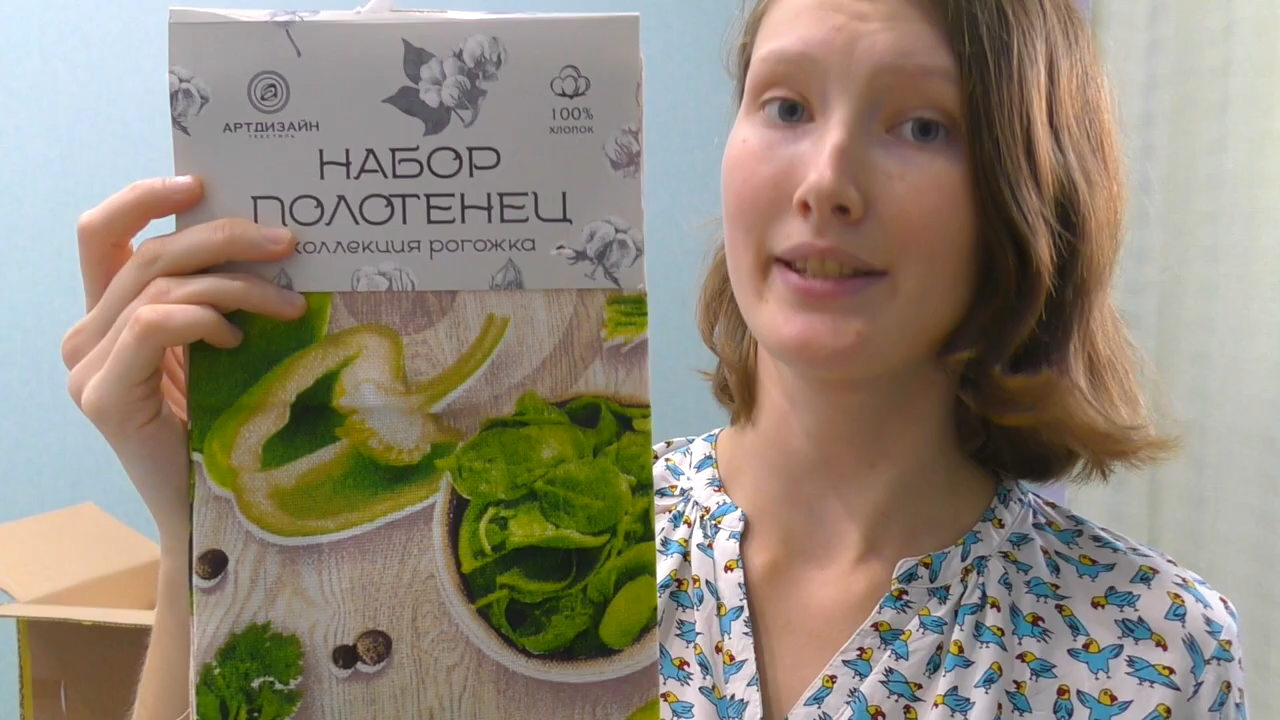 АРТДИЗАЙН
ТЕКСТИЛЬ
100%
ХЛОПОК
НАБОР
ПОЛОТЕНЕЦ
коллекция рогожка